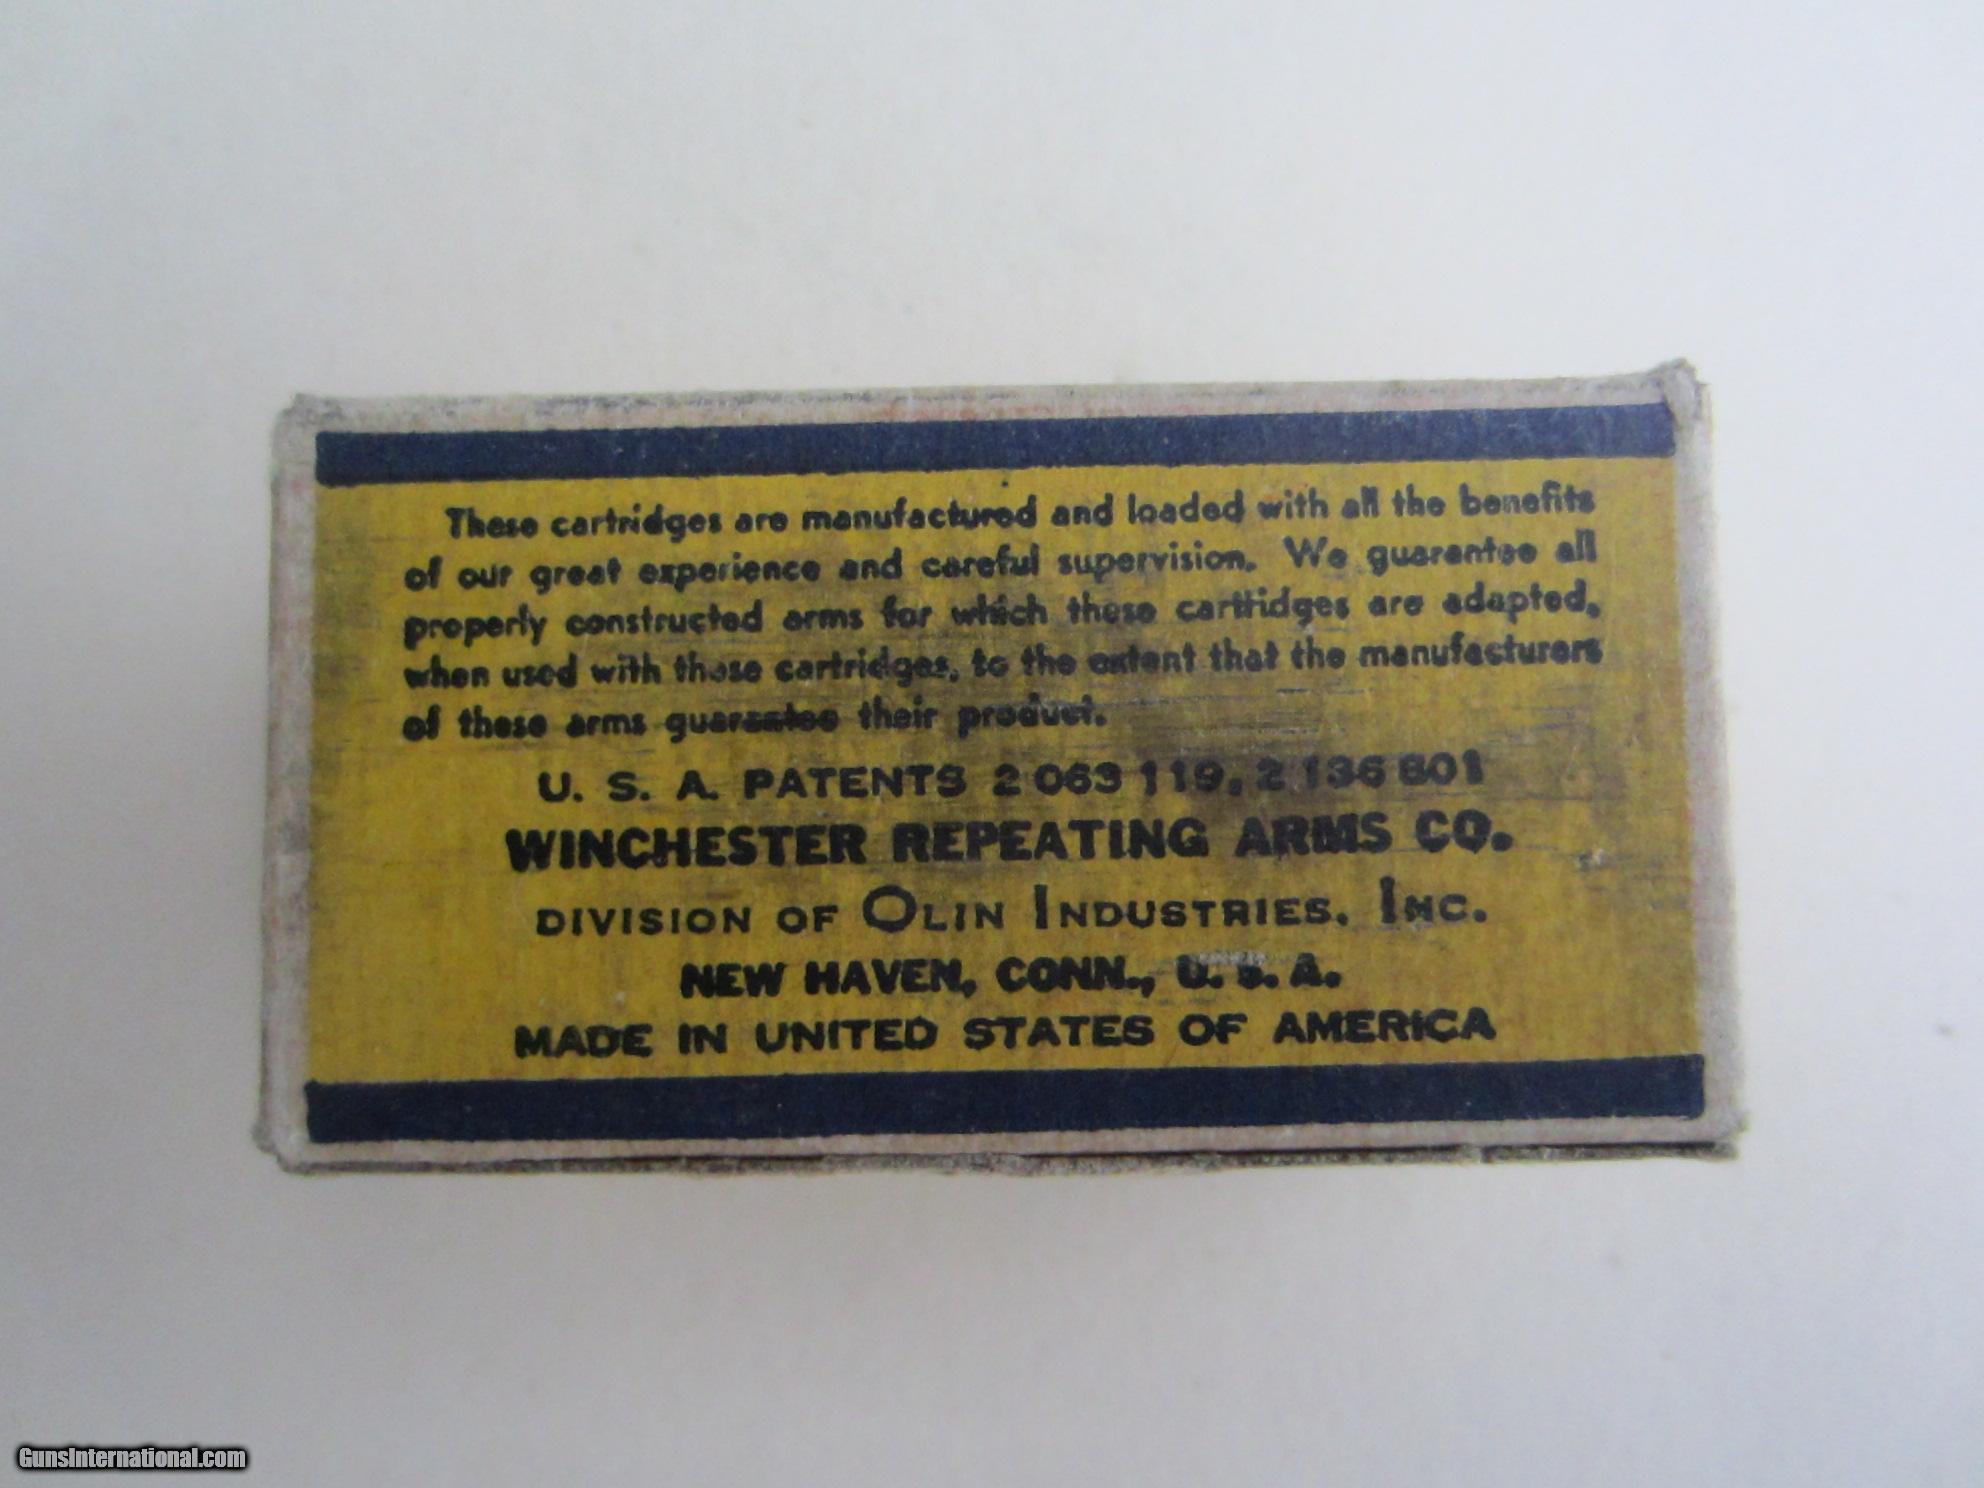 These cartridges are manufactured and loaded with all the benefits
of our great experience and careful supervision. We guarantee all
properly constructed arms for which these cartridges are adapted,
when used with these cartridges, to the extent that the manufacturers
of these arms guarantee their product.
U. S. A. PATENTS 2 063 119, 2 136 801
WINCHESTER REPEATING ARMS CO.
DIVISION OF OLIN INDUSTRIES, INC.
NEW HAVEN, CONN., U. S. A.
MADE IN UNITED STATES OF AMERICA
GunsInternational.com